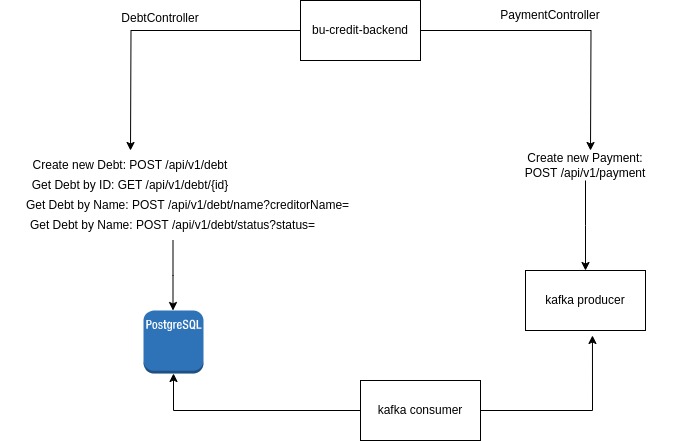 DebtController
PaymentController
bu-credit-backend
Create new Debt: POST /api/v1/debt
Get Debt by ID: GET /api/v1/debt/{id}
Get Debt by Name: POST /api/v1/debt/name?creditorName=
Get Debt by Name: POST /api/v1/debt/status?status=
Create new Payment:
POST /api/v1/payment
kafka producer
PostgreSQL
kafka consumer